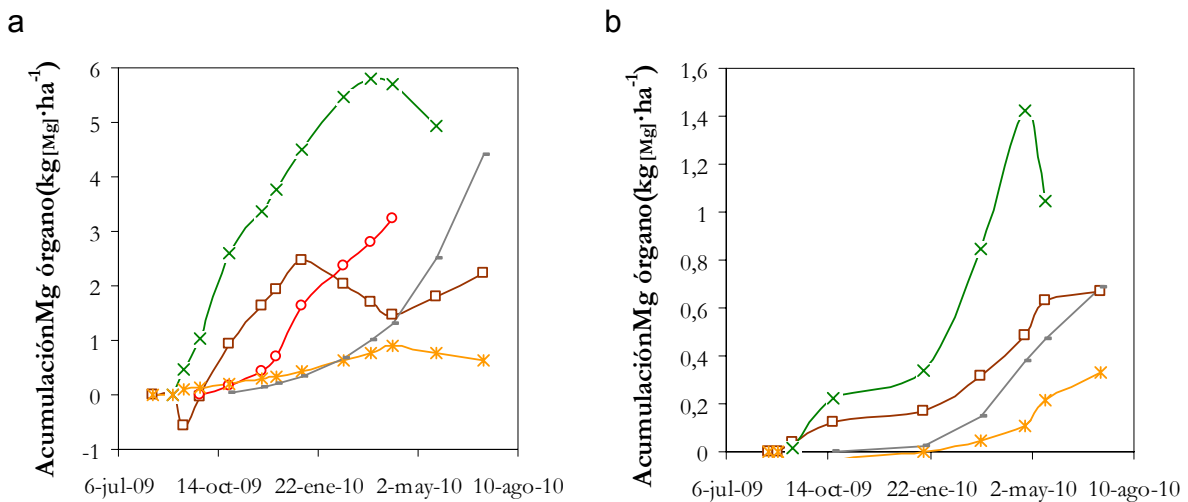 a
AcumulaciónMg órgano(kg[Mg]·ha-1)
6
5
4
3
2
1
0
-1
6-jul-09 14-oct-09 22-ene-10 2-may-10 10-ago-10
b
AcumulaciónMg órgano(kg[Mg]·ha-1)
1,6
1,4
1,2
1
0,8
0,6
0,4
0,2
0
6-jul-09 14-oct-09 22-ene-10 2-may-10 10-ago-10